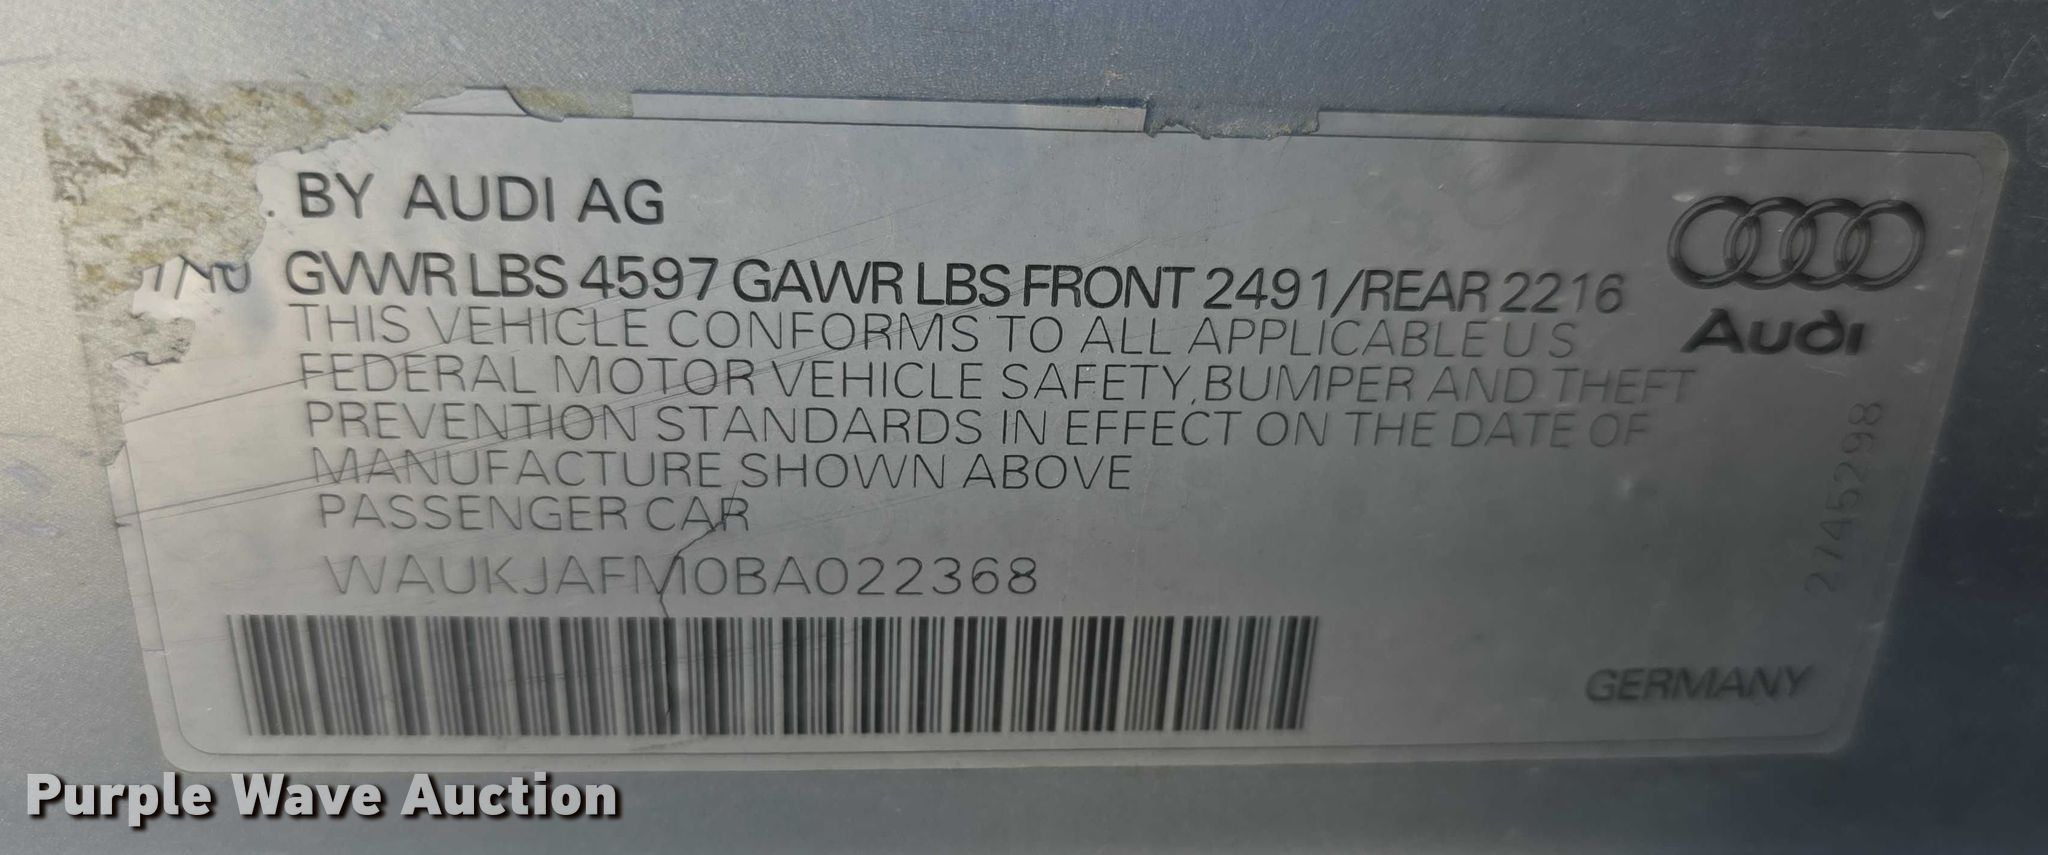 . BY AUDI AG
GVWR LBS 4597 GAWR LBS FRONT 2491/REAR 2216
THIS VEHICLE CONFORMS TO ALL APPLICABLE U S
FEDERAL MOTOR VEHICLE SAFETY,BUMPER AND THEFT
PREVENTION STANDARDS IN EFFECT ON THE DATE OF
MANUFACTURE SHOWN ABOVE
PASSENGER CAR
WAUKJAFM0BA022368
Audi
2745298
GERMANY
Purple Wave Auction